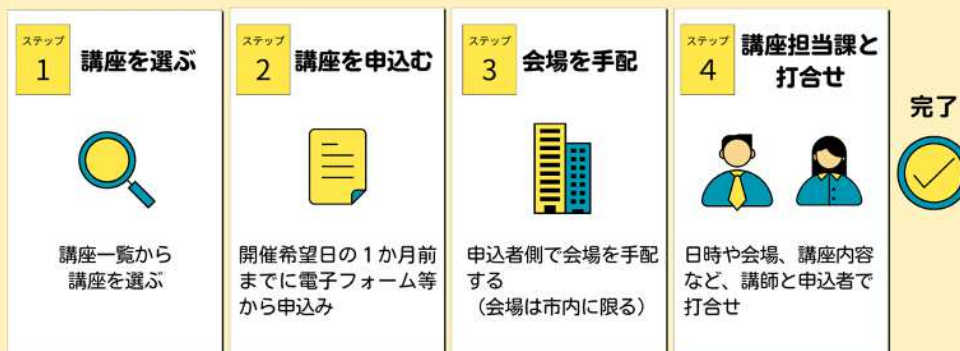 ステップ
1
講座を選ぶ
講座一覧から
講座を選ぶ
ステップ
2
講座を申込む
開催希望日の１か月前
までに電子フォーム等
から申込み
ステップ
3
会場を手配
申込者側で会場を手配
する
（会場は市内に限る）
ステップ
4
講座担当課と
打合せ
日時や会場、講座内容
など、講師と申込者で
打合せ
完了